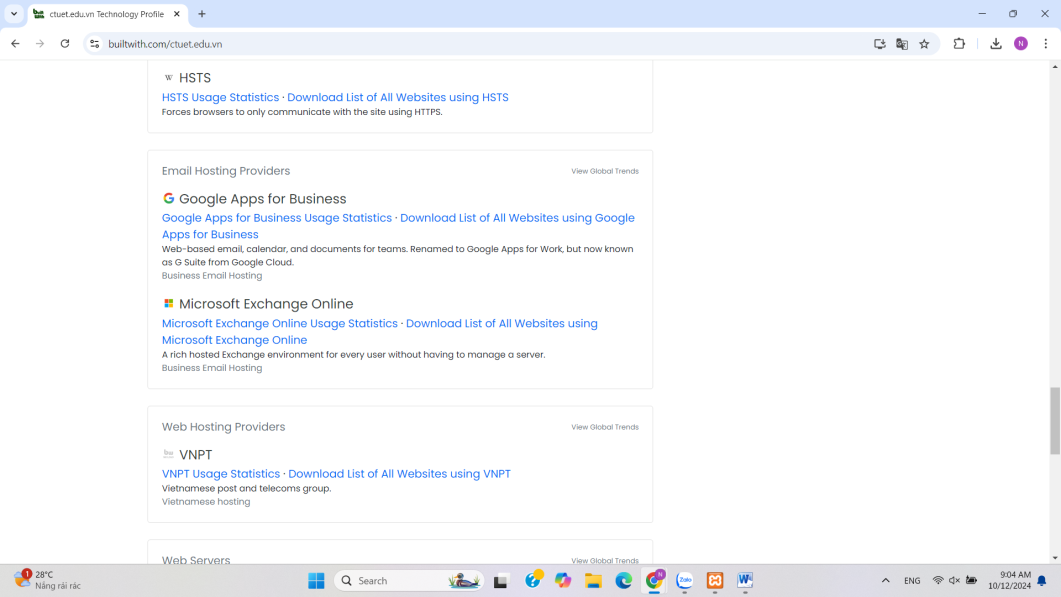 ctuet.edu.vn Technology Profile
builtwith.com/ctuet.edu.vn
N
W HSTS
HSTS Usage Statistics · Download List of All Websites using HSTS
Forces browsers to only communicate with the site using HTTPS.
Email Hosting Providers
View Global Trends
Google Apps for Business
Google Apps for Business Usage Statistics · Download List of All Websites using Google
Apps for Business
Web-based email, calendar, and documents for teams. Renamed to Google Apps for Work, but now known
as G Suite from Google Cloud.
Business Email Hosting
Microsoft Exchange Online
Microsoft Exchange Online Usage Statistics · Download List of All Websites using
Microsoft Exchange Online
A rich hosted Exchange environment for every user without having to manage a server.
Business Email Hosting
Web Hosting Providers
View Global Trends
VNPT
VNPT Usage Statistics · Download List of All Websites using VNPT
Vietnamese post and telecoms group.
Vietnamese hosting
Web Servers
View Global Trends
1
28°C
Nắng rải rác
Search
N
Zalo
W
ENG
9:04 AM
10/12/2024